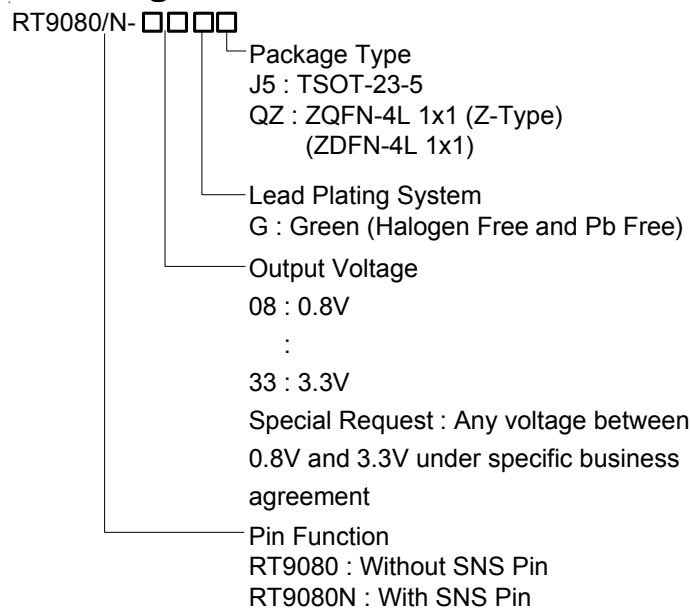 RT9080/N-
Package Type
J5 : TSOT-23-5
QZ : ZQFN-4L 1x1 (Z-Type)
(ZDFN-4L 1x1)
Lead Plating System
G : Green (Halogen Free and Pb Free)
Output Voltage
08 : 0.8V
:
33 : 3.3V
Special Request : Any voltage between
0.8V and 3.3V under specific business
agreement
Pin Function
RT9080 : Without SNS Pin
RT9080N : With SNS Pin